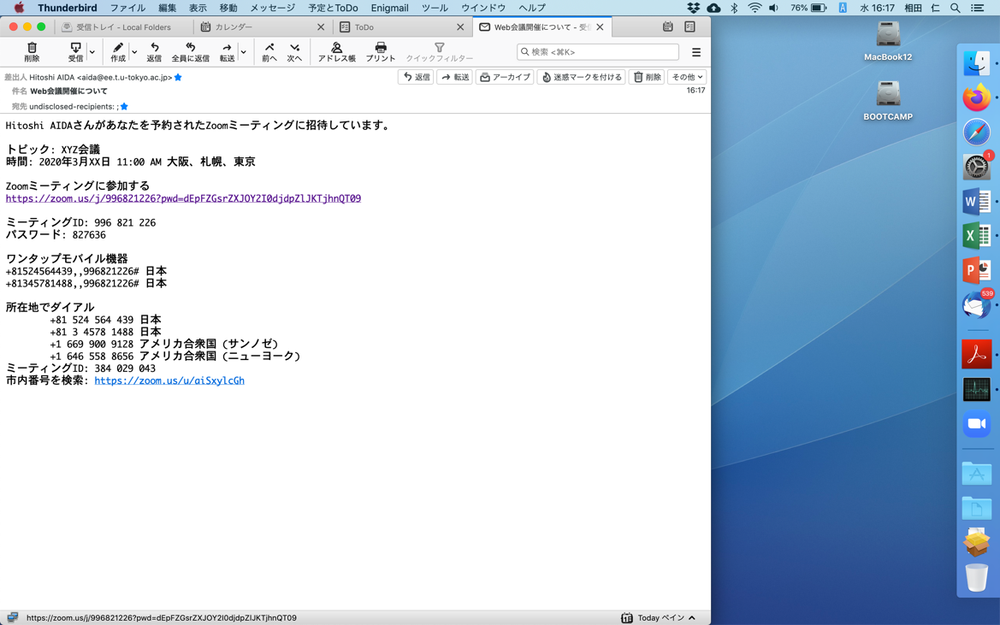 Thunderbird ファイル 編集 表示 移動 メッセージ 予定とToDo Enigmail ツール ウインドウ ヘルプ 76% A 水 16:17 相田 仁
受信トレイ - Local Folders カレンダー ToDo Web会議開催について - 受信
削除 受信 作成 返信 全員に返信 転送 前へ 次へ アドレス帳 プリント クイックフィルター 検索 <⌘K>
差出人 Hitoshi AIDA <aida@ee.t.u-tokyo.ac.jp> 返信 転送 アーカイブ 迷惑マークを付ける 削除 その他
件名 Web会議開催について 16:17
宛先 undisclosed-recipients: ;
Hitoshi AIDAさんがあなたを予約されたZoomミーティングに招待しています。
トピック: XYZ会議
時間: 2020年3月XX日 11:00 AM 大阪、札幌、東京
Zoomミーティングに参加する
https://zoom.us/j/996821226?pwd=dEpFZGsrZXJOY2I0djdpZlJKTjhnQT09
ミーティングID: 996 821 226
パスワード: 827636
ワンタップモバイル機器
+81524564439,,996821226# 日本
+81345781488,,996821226# 日本
所在地でダイアル
+81 524 564 439 日本
+81 3 4578 1488 日本
+1 669 900 9128 アメリカ合衆国 (サンノゼ)
+1 646 558 8656 アメリカ合衆国 (ニューヨーク)
ミーティングID: 384 029 043
市内番号を検索: https://zoom.us/u/aiSxylcGh
https://zoom.us/j/996821226?pwd=dEpFZGsrZXJOY2I0djdpZlJKTjhnQT09 Today ペイン
MacBook12
BOOTCAMP
1
W
X
P
539